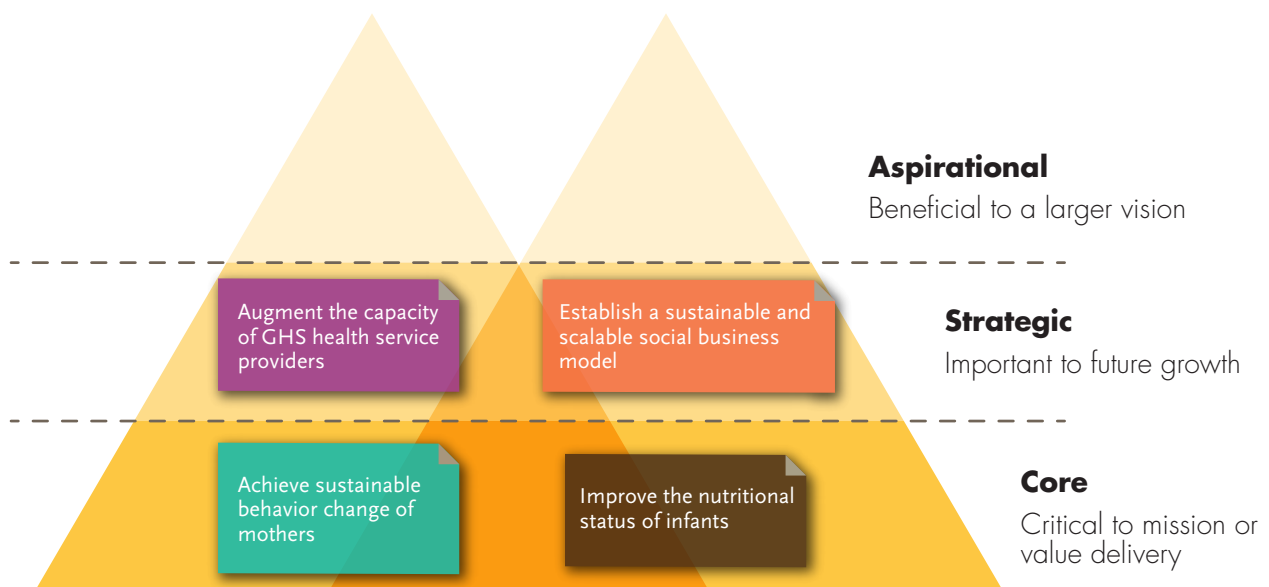 Aspirational
Beneficial to a larger vision
Augment the capacity
of GHS health service
providers
Establish a sustainable and
scalable social business
model
Strategic
Important to future growth
Achieve sustainable
behavior change of
mothers
Improve the nutritional
status of infants
Core
Critical to mission or
value delivery